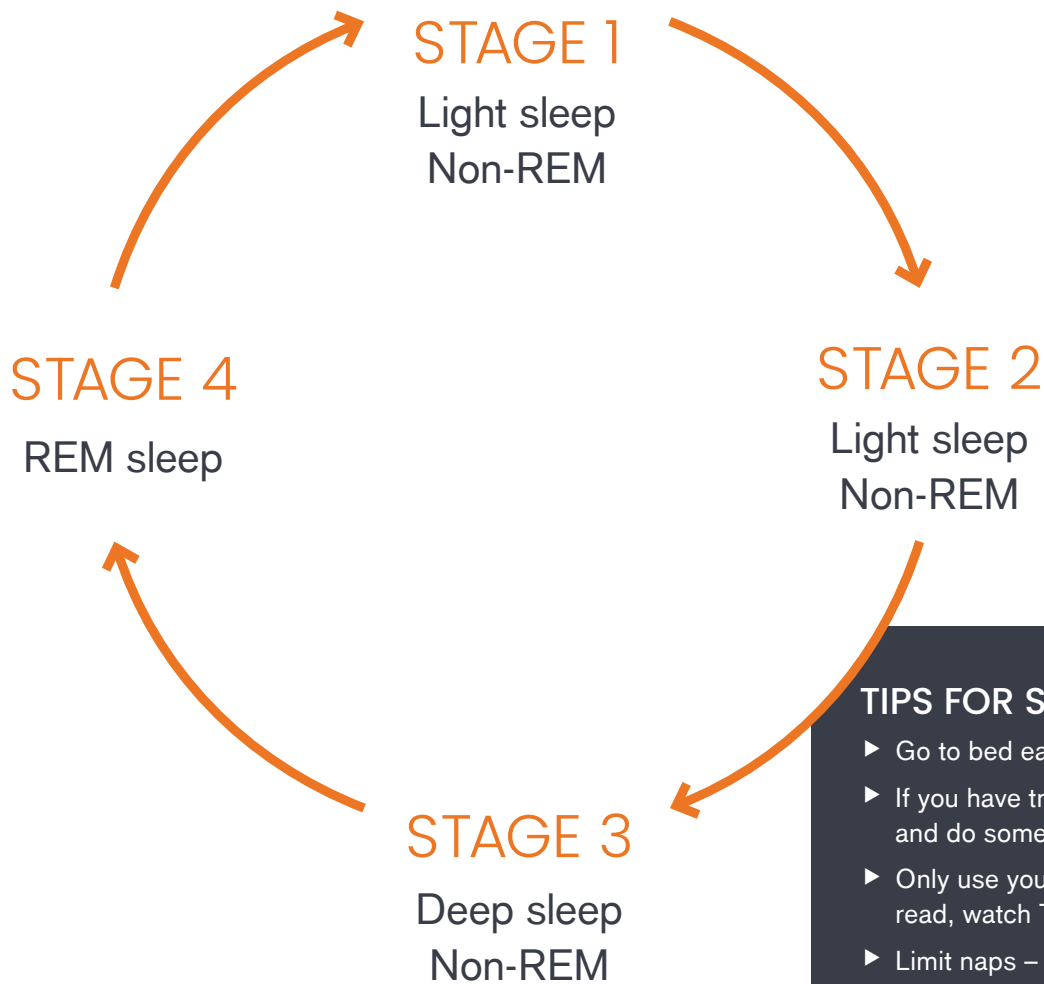 STAGE 1
Light sleep
Non-REM
STAGE 2
Light sleep
Non-REM
STAGE 3
Deep sleep
Non-REM
STAGE 4
REM sleep
TIPS FOR S
▶ Go to bed ea
▶ If you have tr
and do some
▶ Only use you
read, watch T
▶ Limit naps –